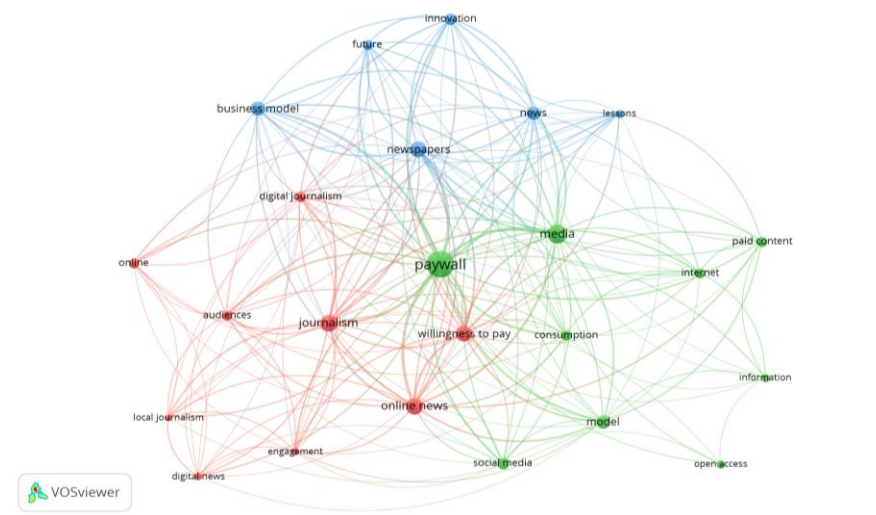 innovation
future
business model
news
lessons
newspapers
digital journalism
media
paid content
online
paywall
internet
audiences
journalism
willingness to pay
consumption
information
online news
local journalism
model
engagement
social media
open access
digital news
VOSviewer